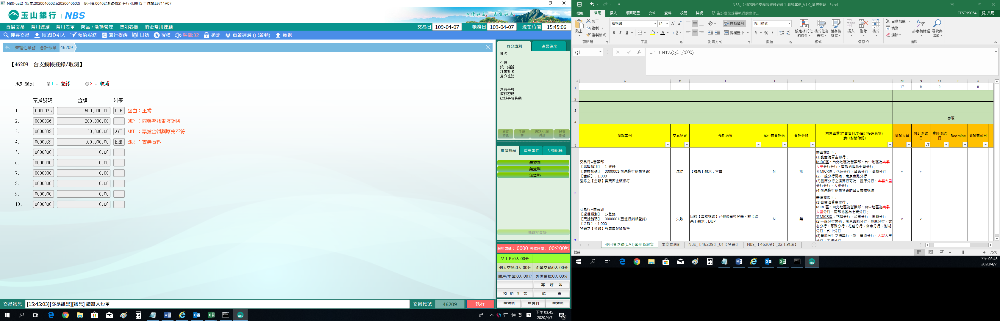 NBS-uat2 (版本:2020040602.b2020040602) 使用者:00402(測試482) 分行別:9915 工作站:L9711A07
玉山銀行 | NBS
心清如玉，義重如山。
自選交易 常用連結 常用表單 商品 / 活動管理 智能客服 消金常用連結
交易日 109-04-07 帳務日 109-04-07 現在時間 15:45:06
搜尋交易 帳號ID引入 預約服務 蒞行提醒 日誌 授權 廣播:32 鎖定 重啟週邊 (已啟動) 簽退
管理性業務 會計作業 46209
【46209 台支銷帳登錄/取消】
處理類別 1 - 登錄 2 - 取消
票據號碼 金額 結果
1. 0000035 600,000.00 DUP 空白：正常
2. 0000036 200,000.00 DUP ：同張票據重複銷帳
3. 0000038 50,000.00 AMT AMT ：票據金額與原先不符
4. 0000039 100,000.00 ERR ERR ：查無資料
5. 0000000 0.00
6. 0000000 0.00
7. 0000000 0.00
8. 0000000 0.00
9. 0000000 0.00
10. 0000000 0.00
身分識別 產品往來
姓名
生日
統一編號
理專姓名
身分註記
注意事項
簡訊密碼
近期事故異動
顧客資訊 手續費 通路/共同行銷 顧客影像
推薦商品 重要事件 互動記錄
無資料
無資料
無資料
一般轉介登錄
服務號碼： 0000 等候時間： 00分00秒
ＶＩＰ:0人 00分
個人交易:0人 00分 企業交易:0人 00分
開戶/申請:0人 00分 外匯業務:0人 00分
再 呼 叫
預 約 叫 號 結 束
無資料 無資料 無資料
交易訊息 [15:45:03][交易訊息][訊息] 請放入短單 交易代號 46209 執行
英 下午 03:45
2020/4/7
5
NBS_【46209台支銷帳登錄取銷】測試案例_V1.0_測資盤點 - Excel
檔案 常用 插入 版面配置 公式 資料 校閱 檢視 告訴我您想要執行的動作... TEST19054 共用
貼上 剪下 複製 複製格式
標楷體 12
自動換列 跨欄置中
通用格式
設定格式化的條件 格式化為表格 儲存格樣式
插入 刪除 格式
自動加總 填滿 清除 排序與篩選 尋找與選取
剪貼簿 字型 對齊方式 數值 樣式 儲存格 編輯
Q1 fx =COUNTA(Q6:Q2000)
G H I J K L M N O P Q
1 17 9 0 0
2
3
4 專項
5 測試案例 交易結果 預期結果 是否有會計帳 會計分錄 前置準備(包含資料/外圍介接系統等)
(與IT討論確認) 測試人員 預計測試日 實際測試日 Redmine 測試完成日
6
交易行=營業部
【處理類別】：1-登錄
【票據號碼】：0000001(尚未進行銷帳登錄)
【金額】：1,000
登錄之【金額】與票面金額相符
成功
【結果】顯示：空白
N
無
需準備如下：
(1)資金清算主辦行：
MIRC區：台北地區為營業部、台中地區為大墩
大里分行分行、南部地區為七賢分行；
非MICR區：花蓮分行、台東分行、澎湖分行
(2)一般分行需有：南京東路分行
(3)豐原分行之清算行可為：豐原分行、大墩大里
分行分行、大雅分行
(4)尚未進行銷帳登錄的台支票據號碼
v v
7
交易行=營業部
【處理類別】：1-登錄
【票據號碼】：0000001(已進行銷帳登錄)
【金額】：1,000
登錄之【金額】與票面金額相符
失敗
因該【票據號碼】已做過銷帳登錄，故【結
果】顯示：DUP
N
無
需準備如下：
(1)資金清算主辦行：
MIRC區：台北地區為營業部、台中地區為大墩
大里分行、南部地區為七賢分行；
非MICR區：花蓮分行、台東分行、澎湖分行
(2)一般分行需有：南京東路分行、豐原分行、文
心分行、苓雅分行、花蓮分行、台東分行、澎湖
分行、台中分行
(3)豐原分行之清算行可為：豐原分行、大墩大里
分行、大雅分行
v v
使用者測試(UAT)案例＆報告 本交易統計 NBS_【46209】_01【登錄】 NBS_【46209】_02【取消】
就緒 75%
下午 03:45
2020/4/7